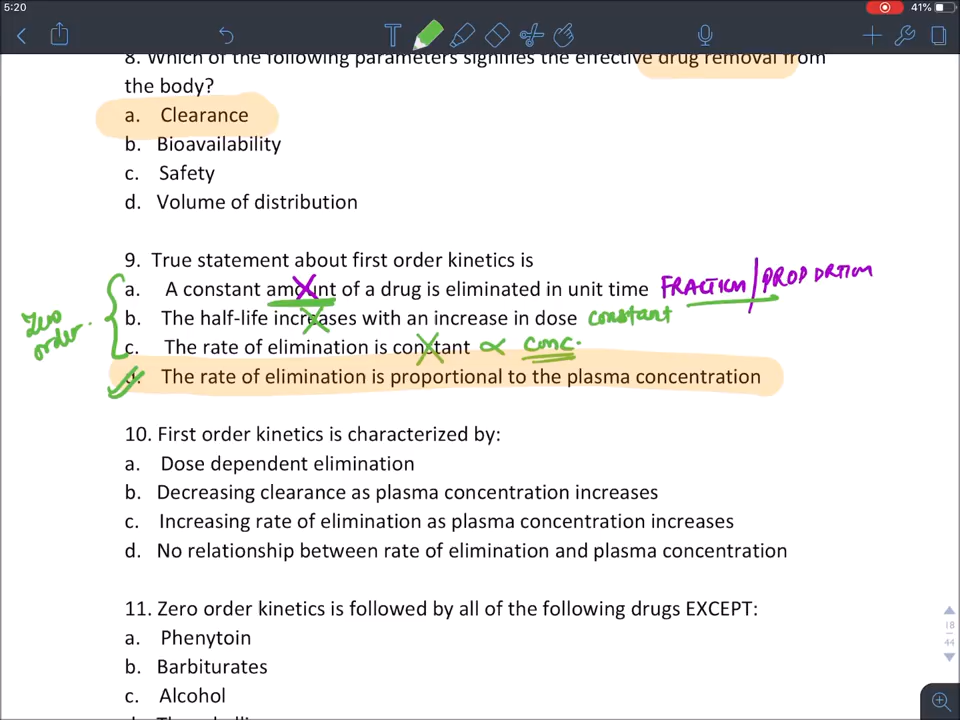 5:20
41%
T
8. Which of the following parameters signifies the effective drug removal from
the body?
a. Clearance
b. Bioavailability
c. Safety
d. Volume of distribution
9. True statement about first order kinetics is
a. A constant amount of a drug is eliminated in unit time FRACTION/PROPORTION
b. The half-life increases with an increase in dose constant
zero order.
c. The rate of elimination is constant ∝ conc.
d. The rate of elimination is proportional to the plasma concentration
10. First order kinetics is characterized by:
a. Dose dependent elimination
b. Decreasing clearance as plasma concentration increases
c. Increasing rate of elimination as plasma concentration increases
d. No relationship between rate of elimination and plasma concentration
11. Zero order kinetics is followed by all of the following drugs EXCEPT:
a. Phenytoin
b. Barbiturates
c. Alcohol
18
44